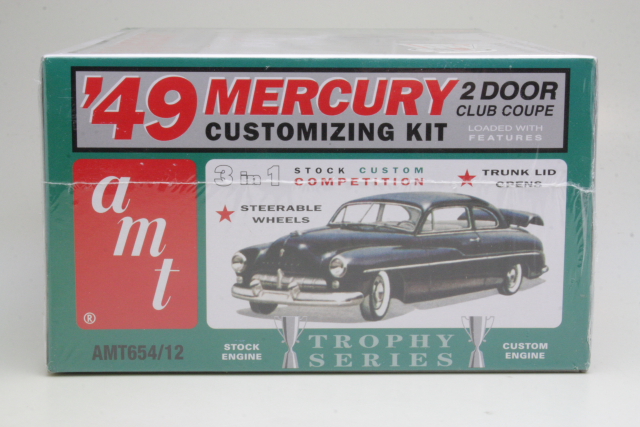 '49 MERCURY
CUSTOMIZING KIT
2 DOOR
CLUB COUPE
LOADED WITH
FEATURES
amt
®
AMT654/12
3 in 1
STOCK CUSTOM
COMPETITION
STEERABLE
WHEELS
TRUNK LID
OPENS
STOCK
ENGINE
TROPHY
SERIES
CUSTOM
ENGINE